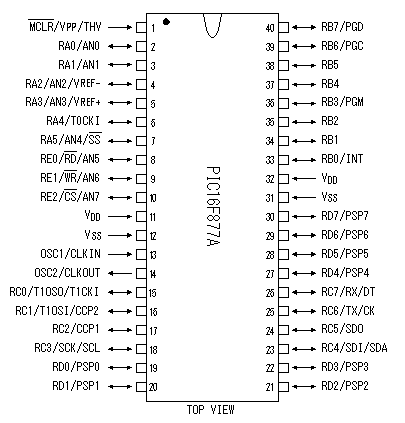 MCLR/VPP/THV 1 40 RB7/PGD
RA0/AN0 2 39 RB6/PGC
RA1/AN1 3 38 RB5
RA2/AN2/VREF- 4 37 RB4
RA3/AN3/VREF+ 5 36 RB3/PGM
RA4/T0CKI 6 35 RB2
RA5/AN4/SS 7 34 RB1
RE0/RD/AN5 8 33 RB0/INT
RE1/WR/AN6 9 32 VDD
RE2/CS/AN7 10 31 VSS
VDD 11 30 RD7/PSP7
VSS 12 29 RD6/PSP6
OSC1/CLKIN 13 28 RD5/PSP5
OSC2/CLKOUT 14 27 RD4/PSP4
RC0/T1OSO/T1CKI 15 26 RC7/RX/DT
RC1/T1OSI/CCP2 16 25 RC6/TX/CK
RC2/CCP1 17 24 RC5/SDO
RC3/SCK/SCL 18 23 RC4/SDI/SDA
RD0/PSP0 19 22 RD3/PSP3
RD1/PSP1 20 21 RD2/PSP2
PIC16F877A
TOP VIEW